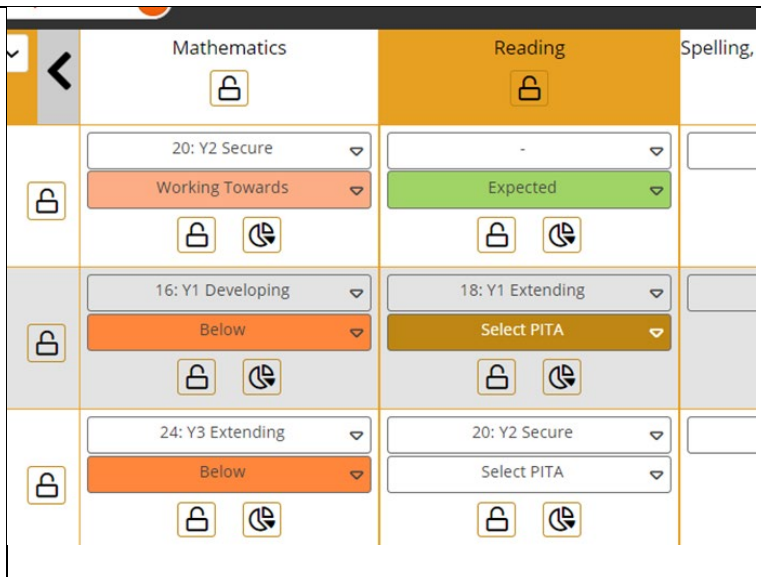 Mathematics Reading Spelling,
20: Y2 Secure -
Working Towards Expected
16: Y1 Developing 18: Y1 Extending
Below Select PITA
24: Y3 Extending 20: Y2 Secure
Below Select PITA